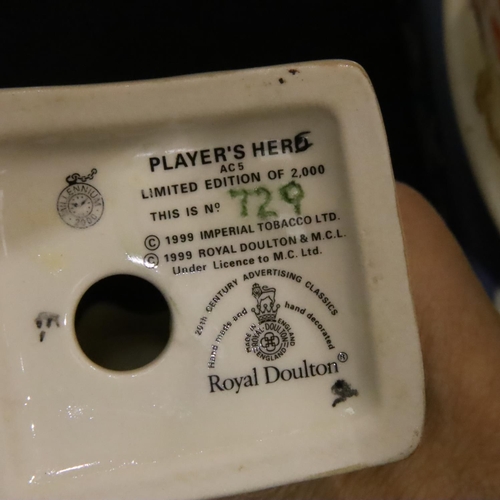 PLAYER'S HERO
AC5
LIMITED EDITION OF 2,000
THIS IS Nº 729
© 1999 IMPERIAL TOBACCO LTD.
© 1999 ROYAL DOULTON & M.C.L.
Under Licence to M.C. Ltd.
MILLENNIUM
20th CENTURY ADVERTISING CLASSICS
Hand made and hand decorated
MADE IN ENGLAND
ROYAL DOULTON
ENGLAND
Royal Doulton®